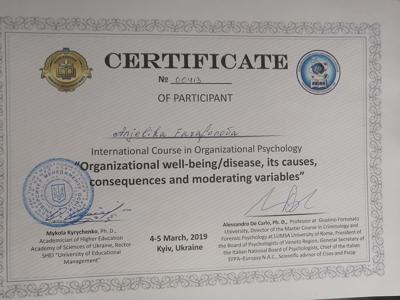 CERTIFICATE
№ 00413
OF PARTICIPANT
Anjelika
International Course in Organizational Psychology
“Organizational well-being/disease, its causes,
consequences and moderating variables”
Mykola Kyrychenko, Ph. D.,
Academician of Higher Education
Academy of Sciences of Ukraine, Rector
SHEI “University of Educational
Management”
4-5 March, 2019
Kyiv, Ukraine
Alessandro De Carlo, Ph. D., Professor at Giustino Fortunato
University, Director of the Master Course in Criminology and
Forensic Psychology at LUMSA University of Rome, President of
the Board of Psychologists of Veneto Region; General Secretary of
the Italian National Board of Psychologists, Chief of the Italian
EFPA-Europea N.A.C., Scientific advisor of Cises and Psiop